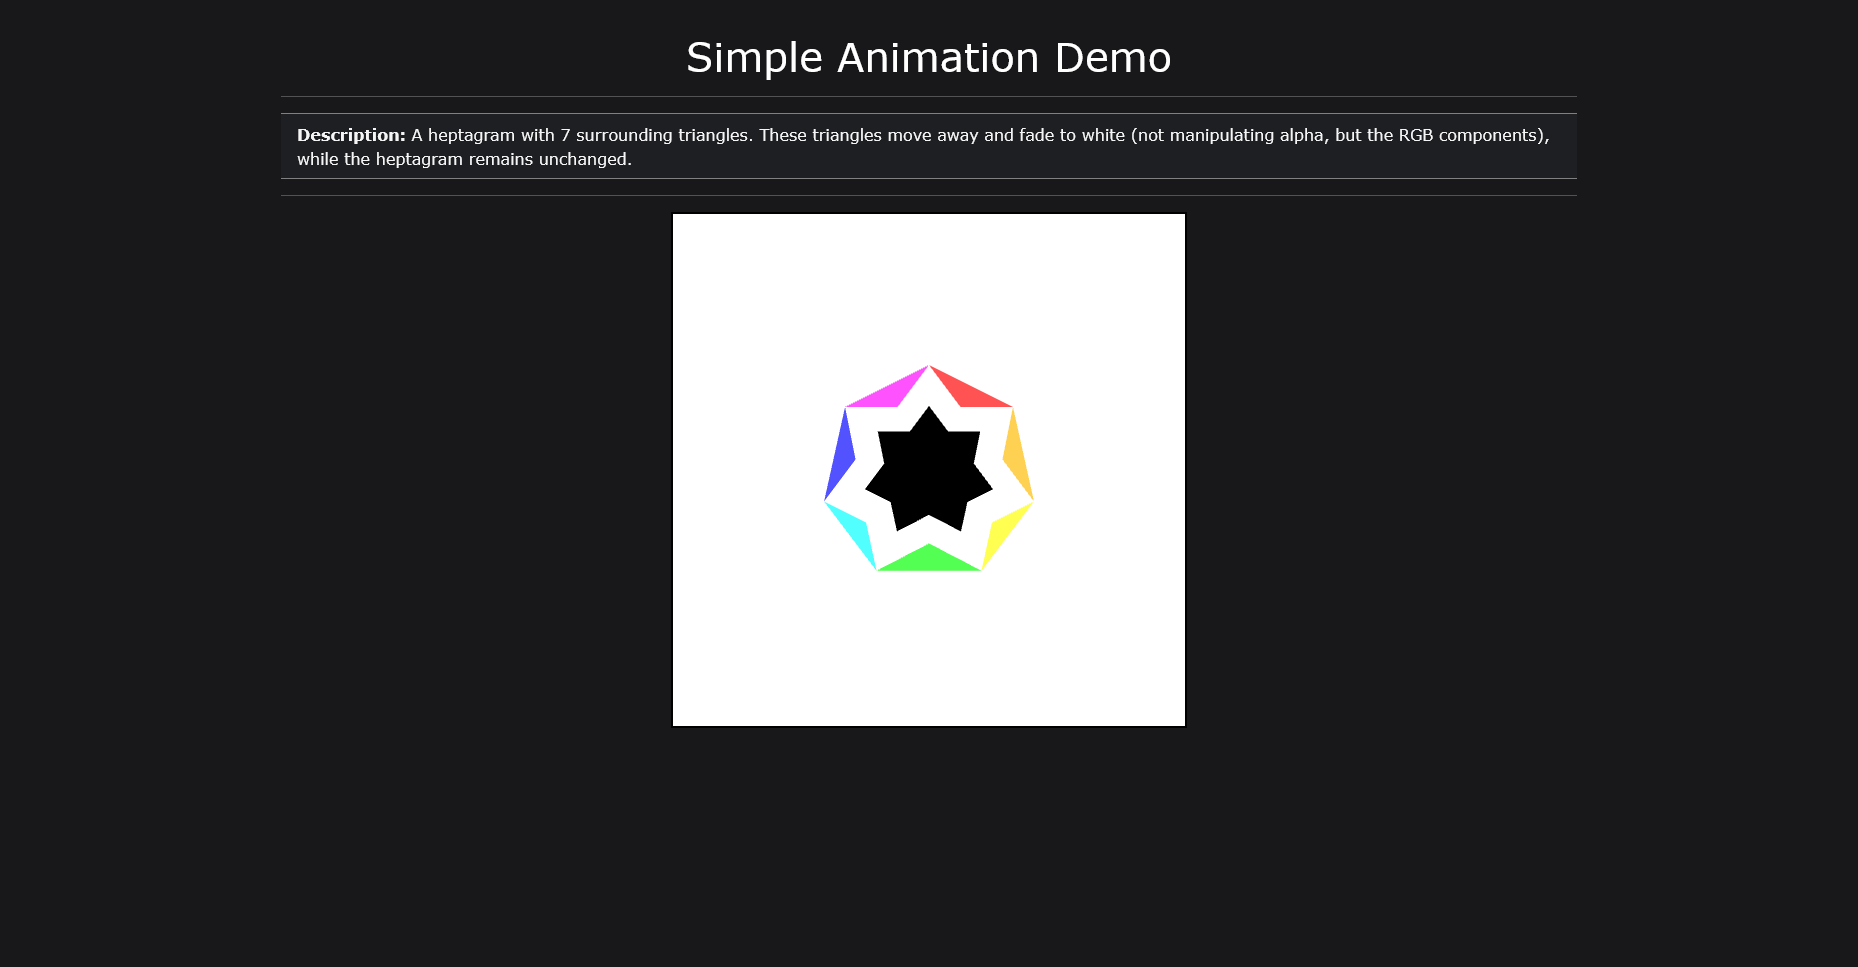 Simple Animation Demo
Description: A heptagram with 7 surrounding triangles. These triangles move away and fade to white (not manipulating alpha, but the RGB components),
while the heptagram remains unchanged.